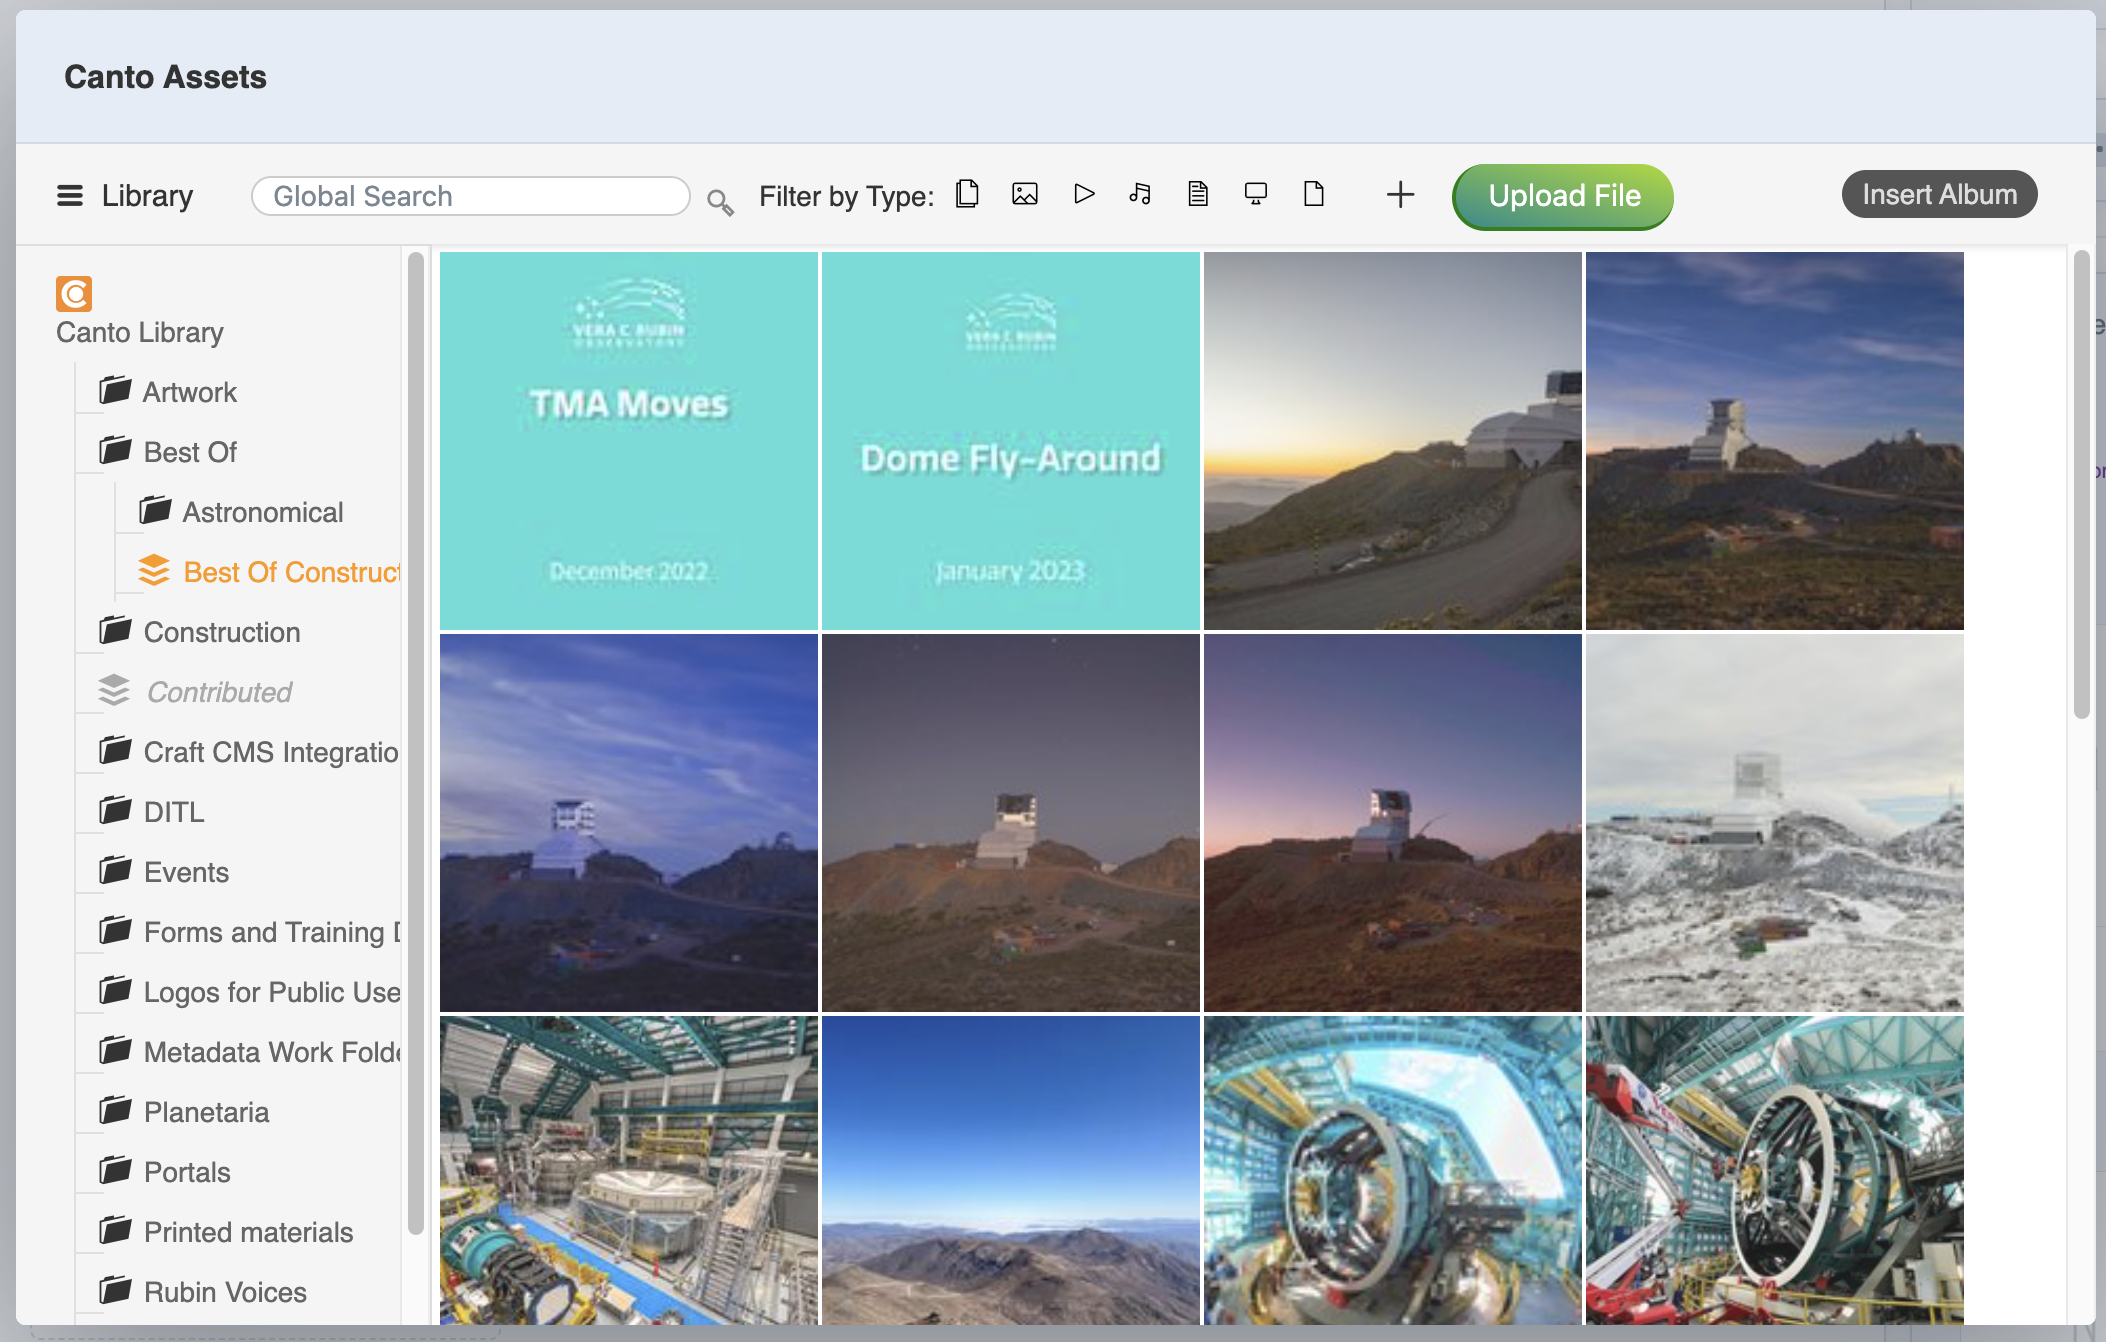 Canto Assets
Library
Global Search
Filter by Type:
Upload File
Insert Album
Canto Library
Artwork
Best Of
Astronomical
Best Of Construct
Construction
Contributed
Craft CMS Integratio
DITL
Events
Forms and Training D
Logos for Public Use
Metadata Work Folde
Planetaria
Portals
Printed materials
Rubin Voices
VERA C. RUBIN
OBSERVATORY
TMA Moves
December 2022
VERA C. RUBIN
OBSERVATORY
Dome Fly-Around
January 2023